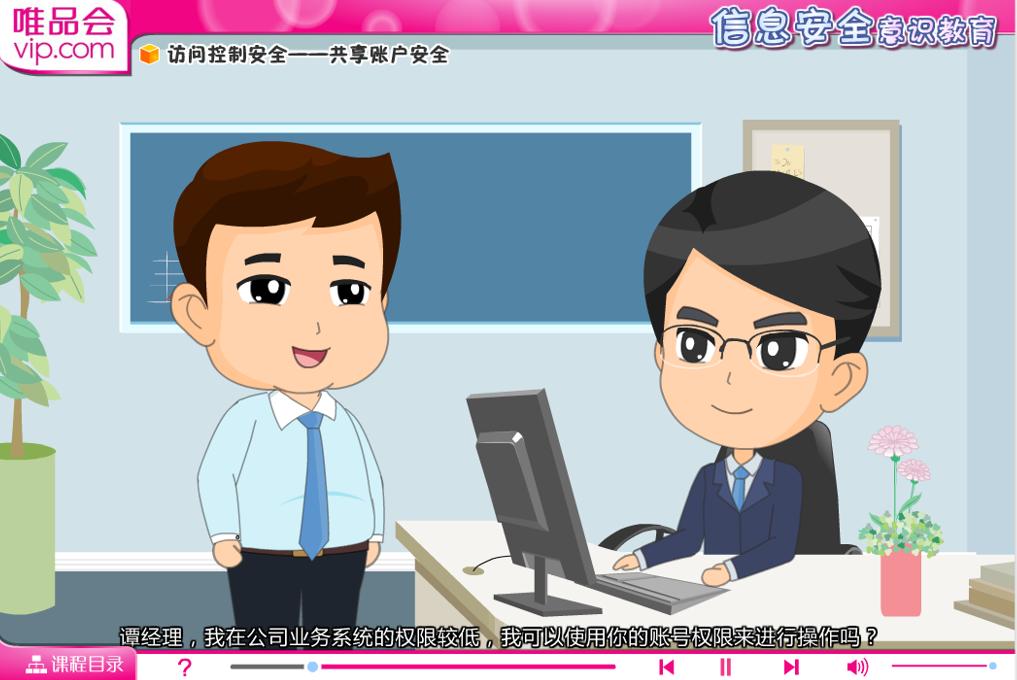 唯品会
vip.com
信息安全意识教育
访问控制安全——共享账户安全
谭经理，我在公司业务系统的权限较低，我可以使用你的账号权限来进行操作吗？
课程目录
?